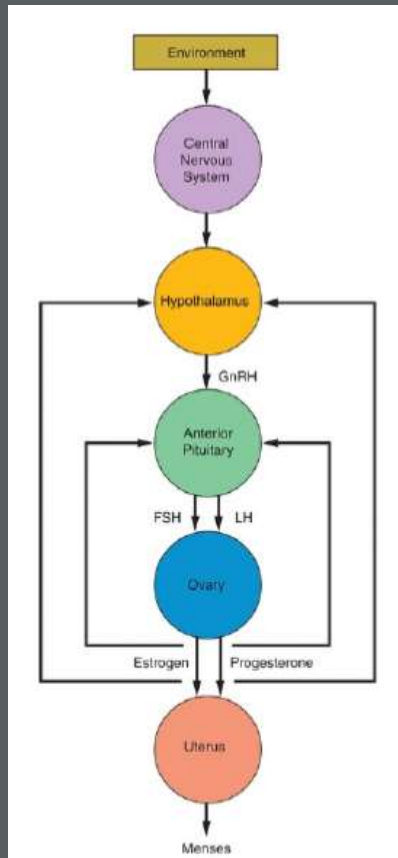 Environment
Central
Nervous
System
Hypothalamus
GnRH
Anterior
Pituitary
FSH LH
Ovary
Estrogen Progesterone
Uterus
Menses